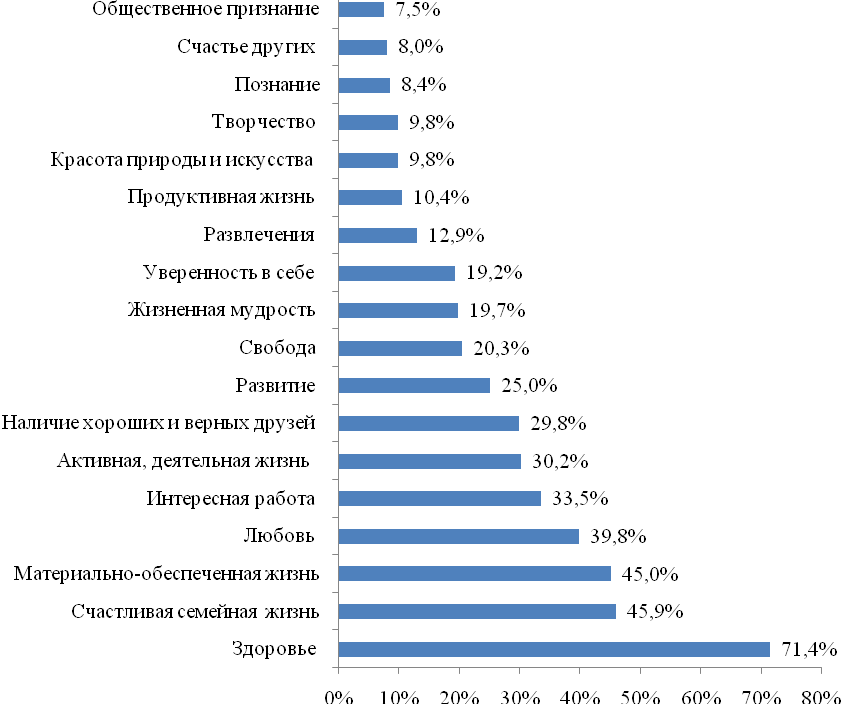 Общественное признание 7,5%
Счастье других 8,0%
Познание 8,4%
Творчество 9,8%
Красота природы и искусства 9,8%
Продуктивная жизнь 10,4%
Развлечения 12,9%
Уверенность в себе 19,2%
Жизненная мудрость 19,7%
Свобода 20,3%
Развитие 25,0%
Наличие хороших и верных друзей 29,8%
Активная, деятельная жизнь 30,2%
Интересная работа 33,5%
Любовь 39,8%
Материально-обеспеченная жизнь 45,0%
Счастливая семейная жизнь 45,9%
Здоровье 71,4%
0% 10% 20% 30% 40% 50% 60% 70% 80%